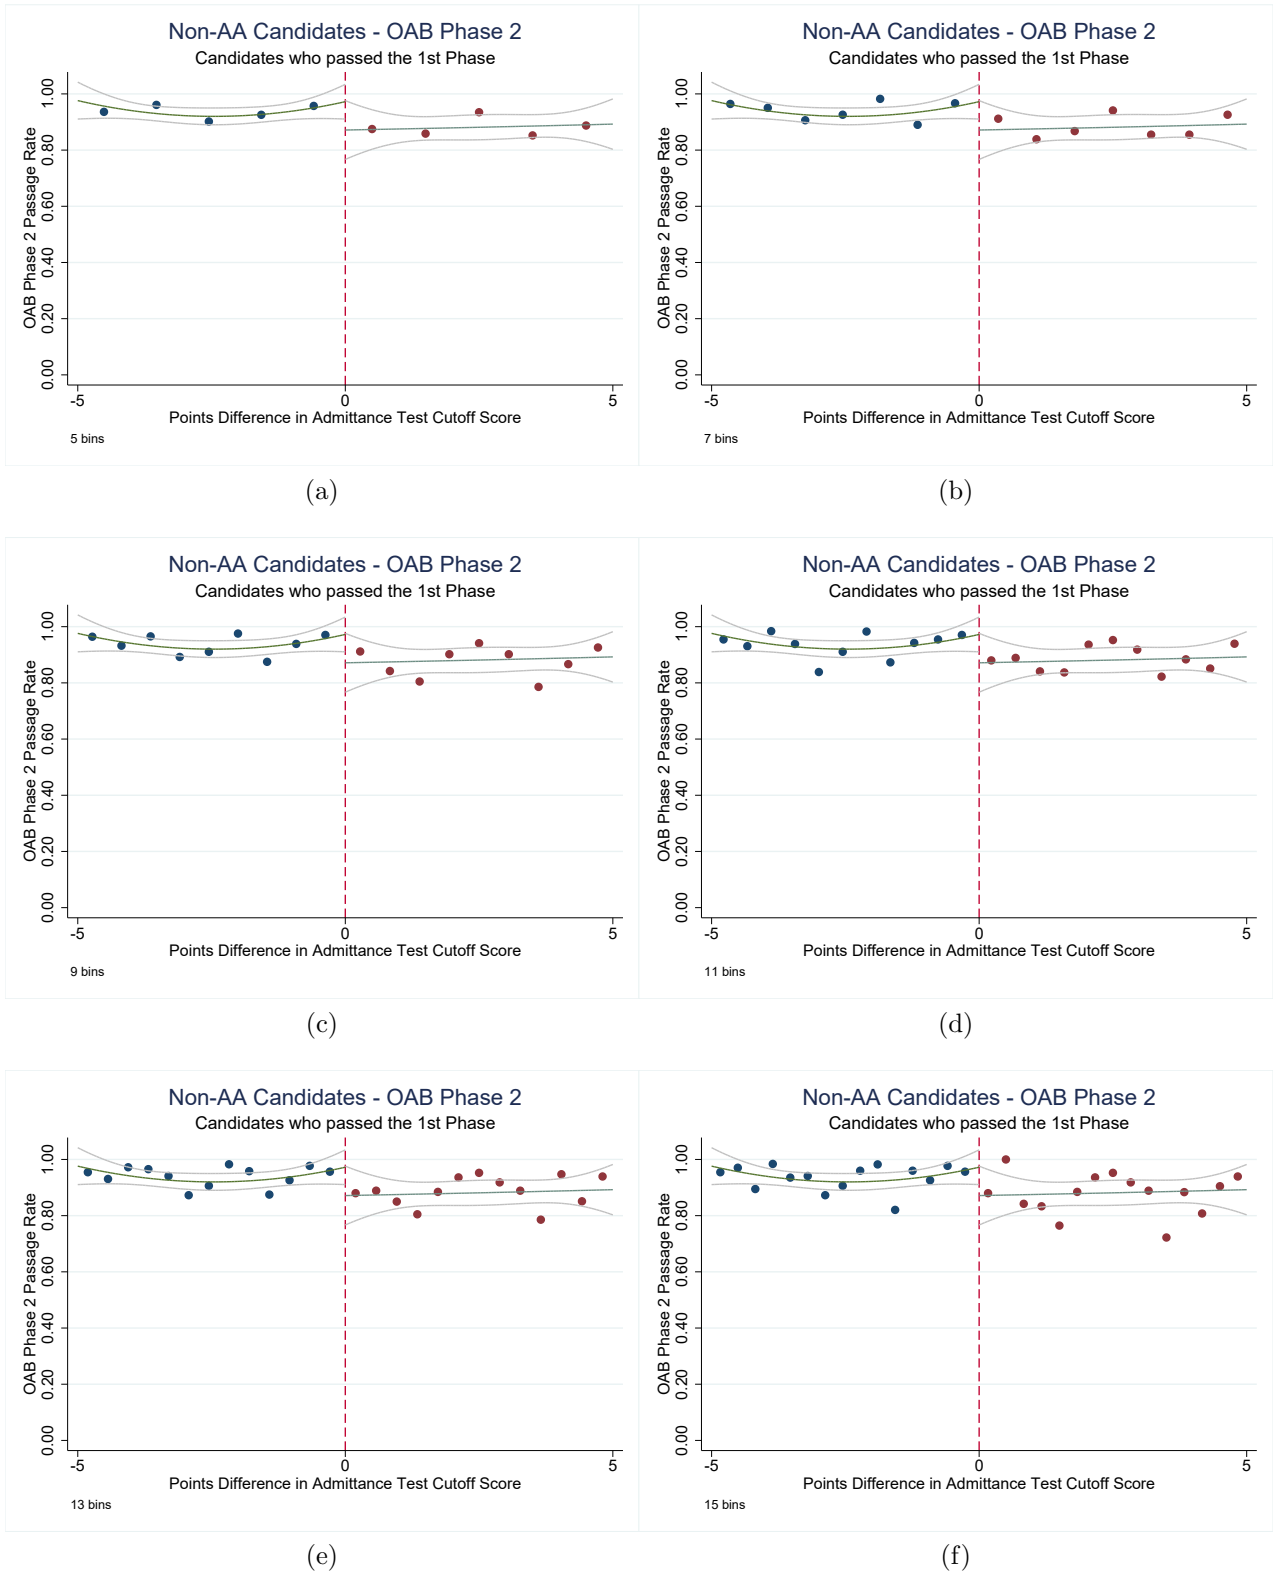 Non-AA Candidates - OAB Phase 2
Candidates who passed the 1st Phase
OAB Phase 2 Passage Rate
1.00
0.80
0.60
0.40
0.20
0.00
-5 0 5
Points Difference in Admittance Test Cutoff Score
5 bins
(a)
Non-AA Candidates - OAB Phase 2
Candidates who passed the 1st Phase
OAB Phase 2 Passage Rate
1.00
0.80
0.60
0.40
0.20
0.00
-5 0 5
Points Difference in Admittance Test Cutoff Score
7 bins
(b)
Non-AA Candidates - OAB Phase 2
Candidates who passed the 1st Phase
OAB Phase 2 Passage Rate
1.00
0.80
0.60
0.40
0.20
0.00
-5 0 5
Points Difference in Admittance Test Cutoff Score
9 bins
(c)
Non-AA Candidates - OAB Phase 2
Candidates who passed the 1st Phase
OAB Phase 2 Passage Rate
1.00
0.80
0.60
0.40
0.20
0.00
-5 0 5
Points Difference in Admittance Test Cutoff Score
11 bins
(d)
Non-AA Candidates - OAB Phase 2
Candidates who passed the 1st Phase
OAB Phase 2 Passage Rate
1.00
0.80
0.60
0.40
0.20
0.00
-5 0 5
Points Difference in Admittance Test Cutoff Score
13 bins
(e)
Non-AA Candidates - OAB Phase 2
Candidates who passed the 1st Phase
OAB Phase 2 Passage Rate
1.00
0.80
0.60
0.40
0.20
0.00
-5 0 5
Points Difference in Admittance Test Cutoff Score
15 bins
(f)